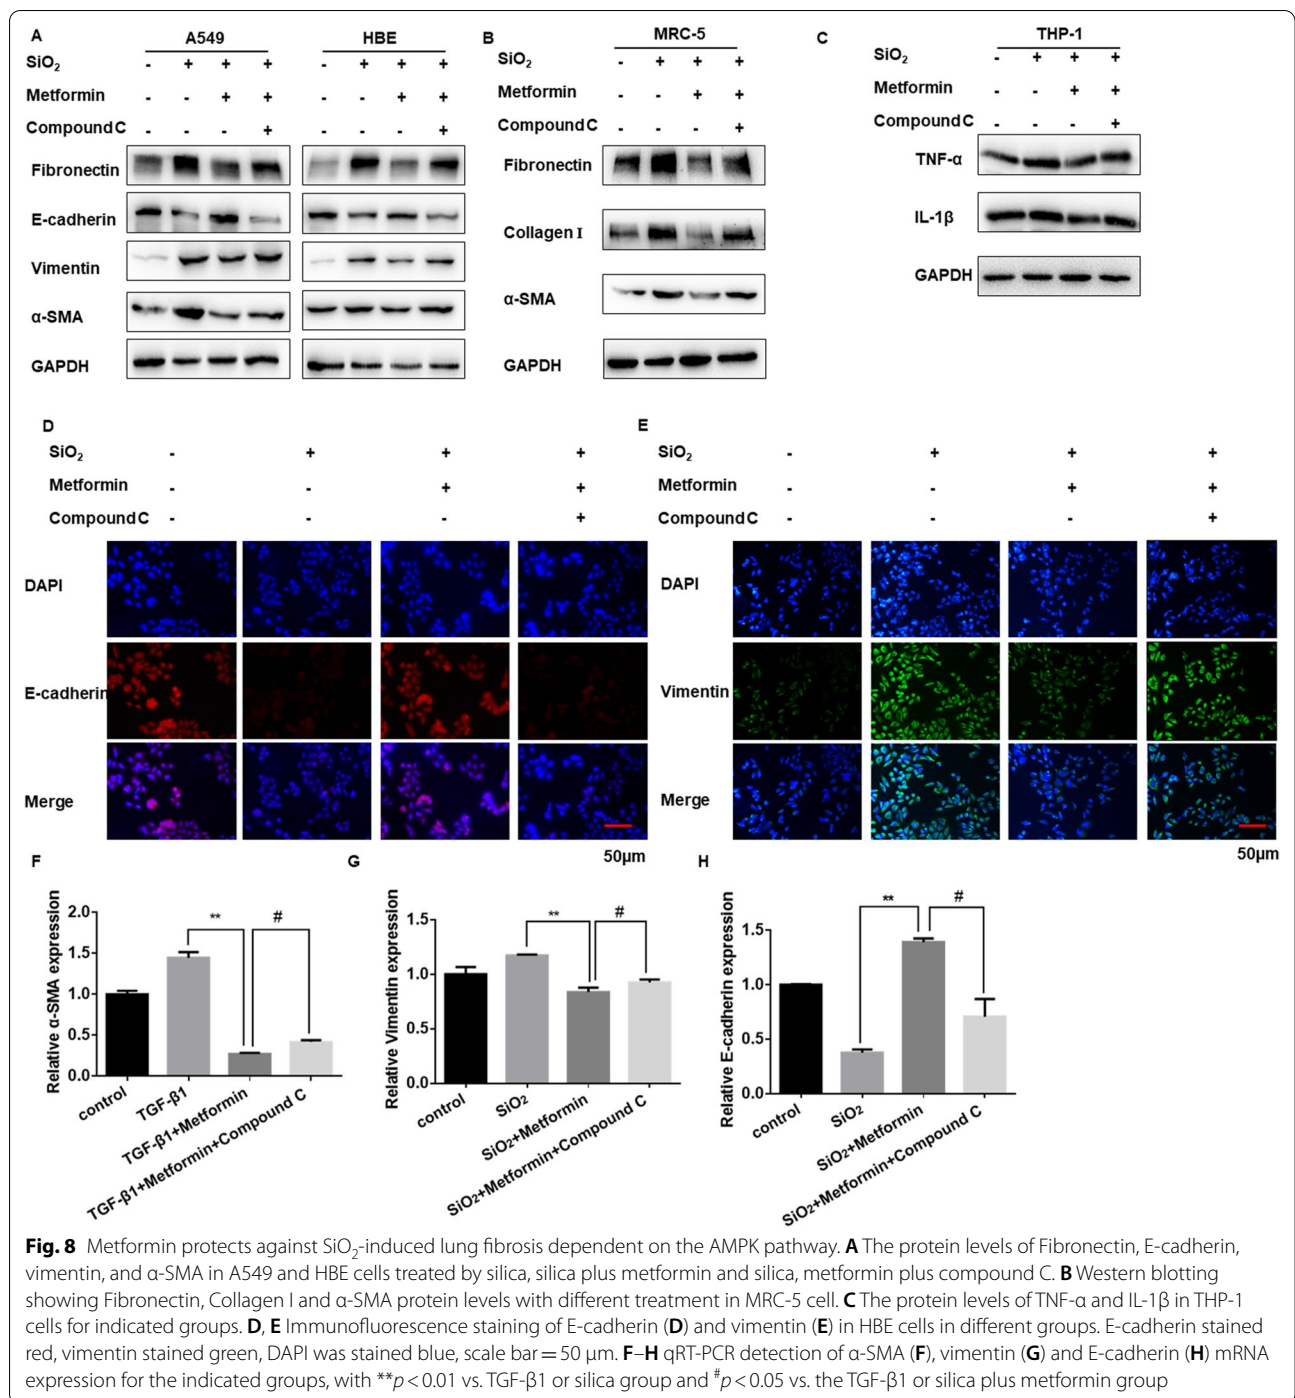 A
A549 HBE
SiO₂ - + + + - + + +
Metformin - - + + - - + +
Compound C - - - + - - - +
Fibronectin
E-cadherin
Vimentin
α-SMA
GAPDH
B
MRC-5
- + + +
Metformin - - + +
Compound C - - - +
SiO₂
Fibronectin
Collagen I
α-SMA
GAPDH
C
THP-1
SiO₂ - + + +
Metformin - - + +
Compound C - - - +
TNF-α
IL-1β
GAPDH
D
SiO₂ - + + +
Metformin - - + +
Compound C - - - +
DAPI
E-cadherin
Merge
50μm
E
SiO₂ - + + +
Metformin - - + +
Compound C - - - +
DAPI
Vimentin
Merge
50μm
F
Relative α-SMA expression
2.0
1.5
1.0
0.5
0.0
** #
control
TGF-β1
TGF-β1+Metformin
TGF-β1+Metformin+Compound C
G
Relative Vimentin expression
1.5
1.0
0.5
0.0
** #
control
SiO₂
SiO₂+Metformin
SiO₂+Metformin+Compound C
H
Relative E-cadherin expression
1.5
1.0
0.5
0.0
** #
control
SiO₂
SiO₂+Metformin
SiO₂+Metformin+Compound C
Fig. 8 Metformin protects against SiO₂-induced lung fibrosis dependent on the AMPK pathway. A The protein levels of Fibronectin, E-cadherin,
vimentin, and α-SMA in A549 and HBE cells treated by silica, silica plus metformin and silica, metformin plus compound C. B Western blotting
showing Fibronectin, Collagen I and α-SMA protein levels with different treatment in MRC-5 cell. C The protein levels of TNF-α and IL-1β in THP-1
cells for indicated groups. D, E Immunofluorescence staining of E-cadherin (D) and vimentin (E) in HBE cells in different groups. E-cadherin stained
red, vimentin stained green, DAPI was stained blue, scale bar = 50 μm. F–H qRT-PCR detection of α-SMA (F), vimentin (G) and E-cadherin (H) mRNA
expression for the indicated groups, with **p < 0.01 vs. TGF-β1 or silica group and #p < 0.05 vs. the TGF-β1 or silica plus metformin group